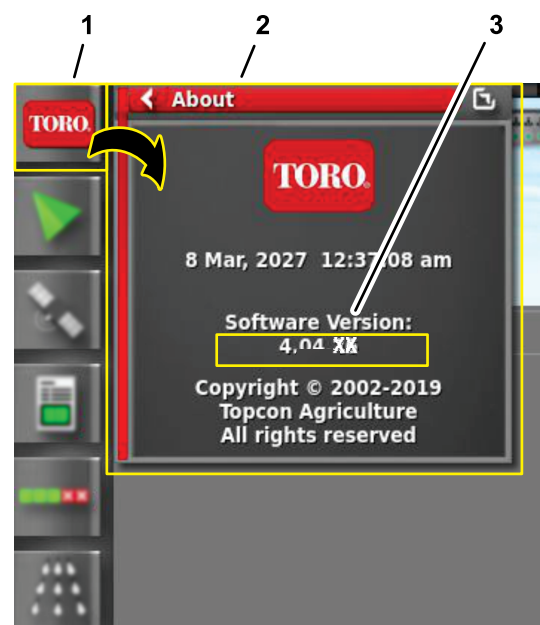 1 2 3
About
TORO.
TORO.
8 Mar, 2027 12:37:08 am
Software Version:
4.04.XX
Copyright © 2002-2019
Topcon Agriculture
All rights reserved